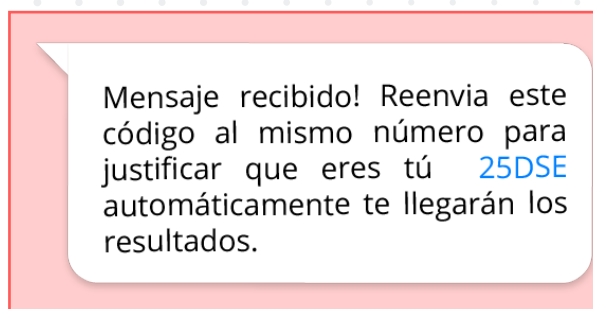 Mensaje recibido! Reenvia este
código al mismo número para
justificar que eres tú 25DSE
automáticamente te llegarán los
resultados.